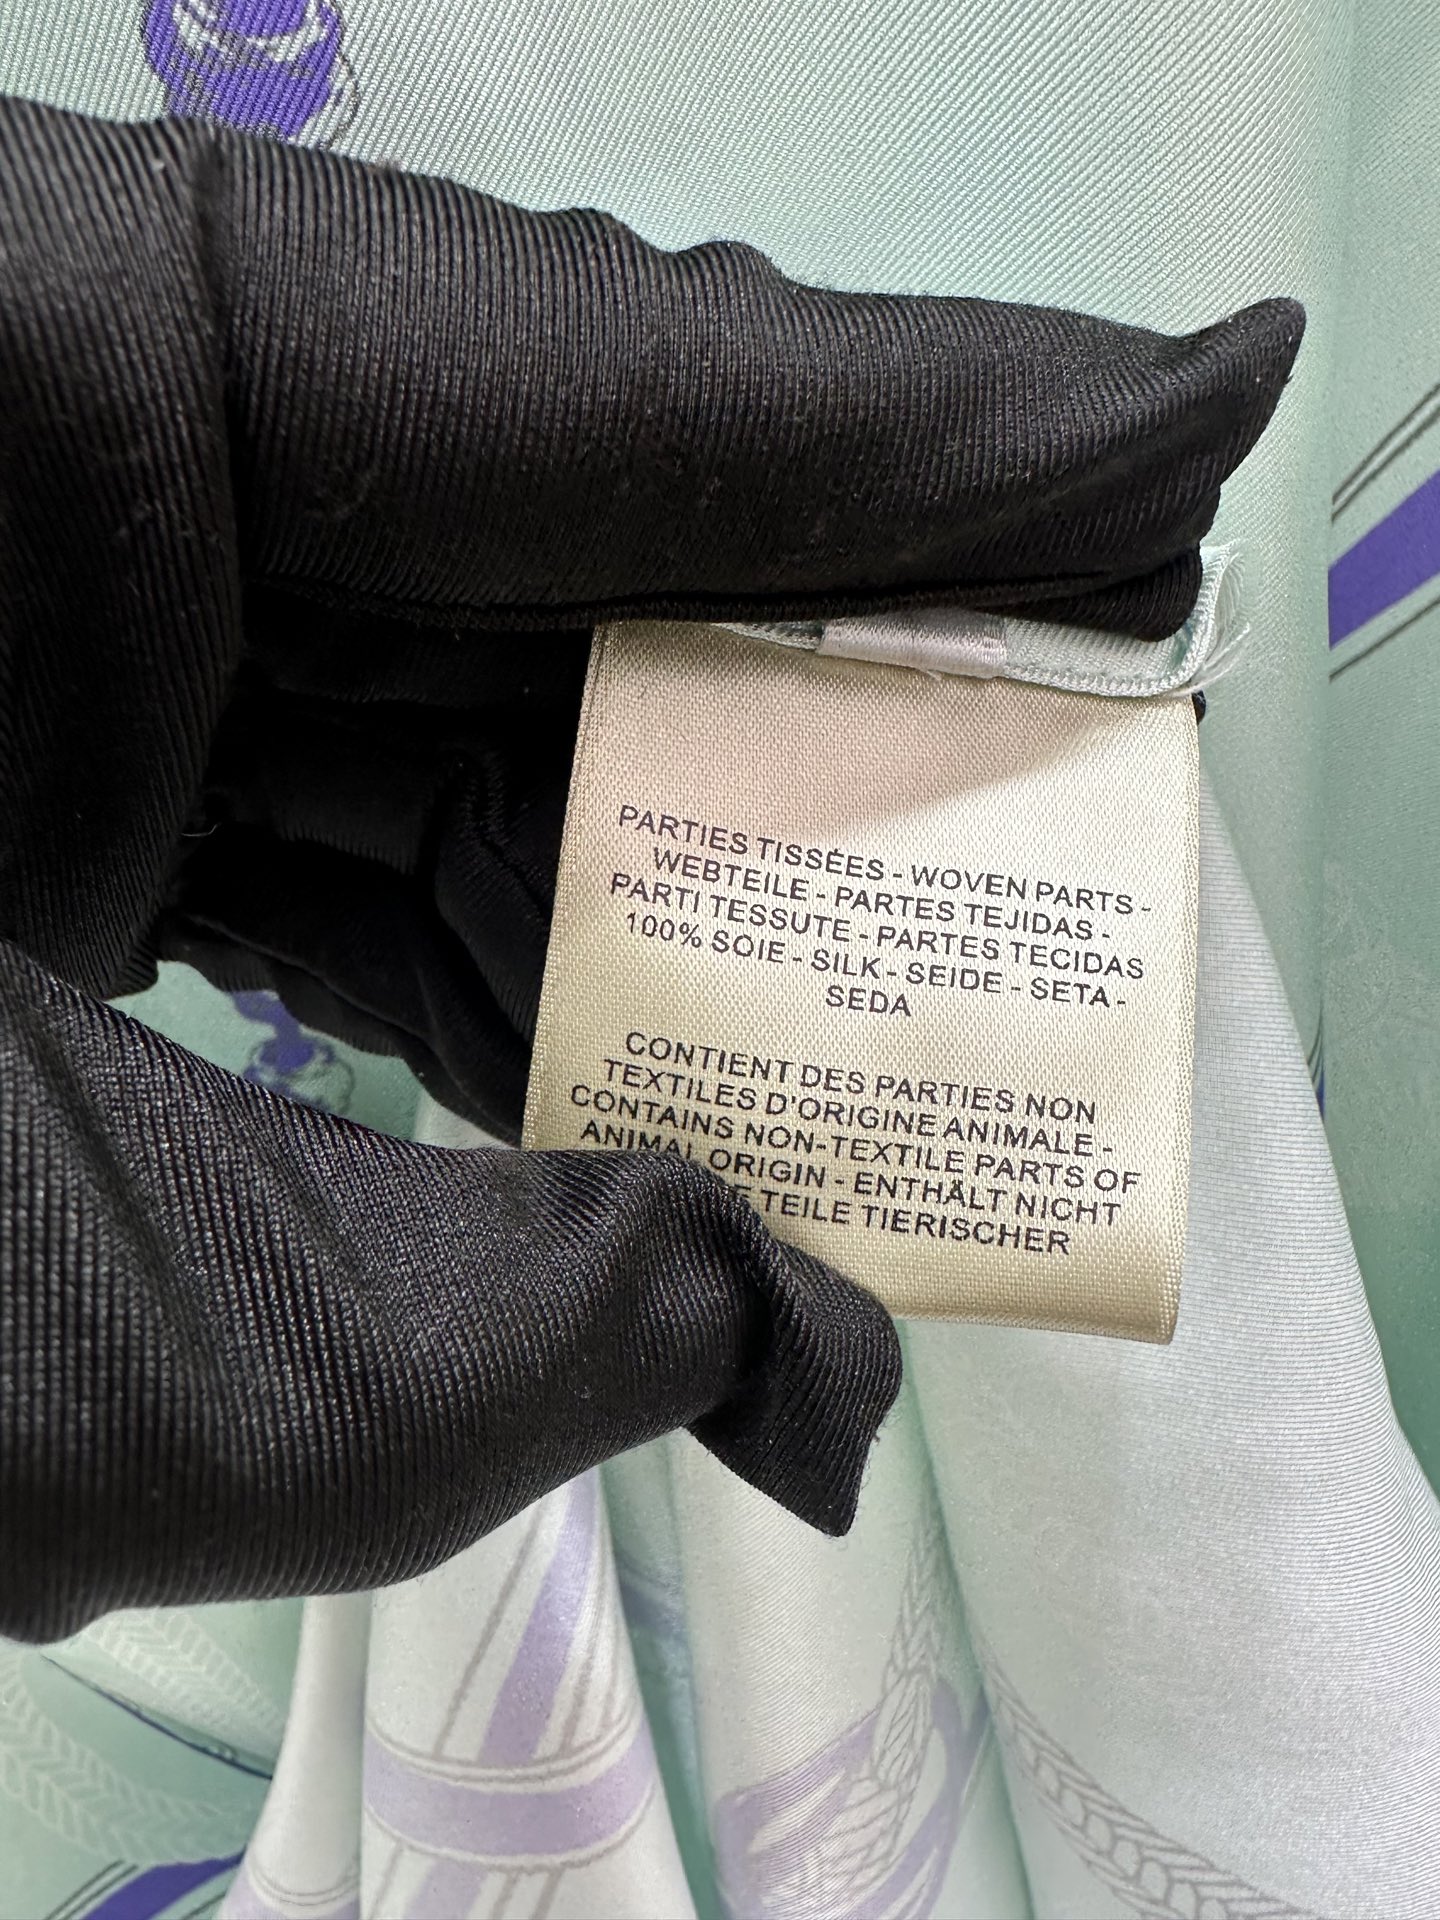 PARTIES TISSÉES - WOVEN PARTS -
WEBTEILE - PARTES TEJIDAS -
PARTI TESSUTE - PARTES TECIDAS
100% SOIE - SILK - SEIDE - SETA -
SEDA
CONTIENT DES PARTIES NON
TEXTILES D'ORIGINE ANIMALE -
CONTAINS NON-TEXTILE PARTS OF
ANIMAL ORIGIN - ENTHÄLT NICHT
TEILE TIERISCHER